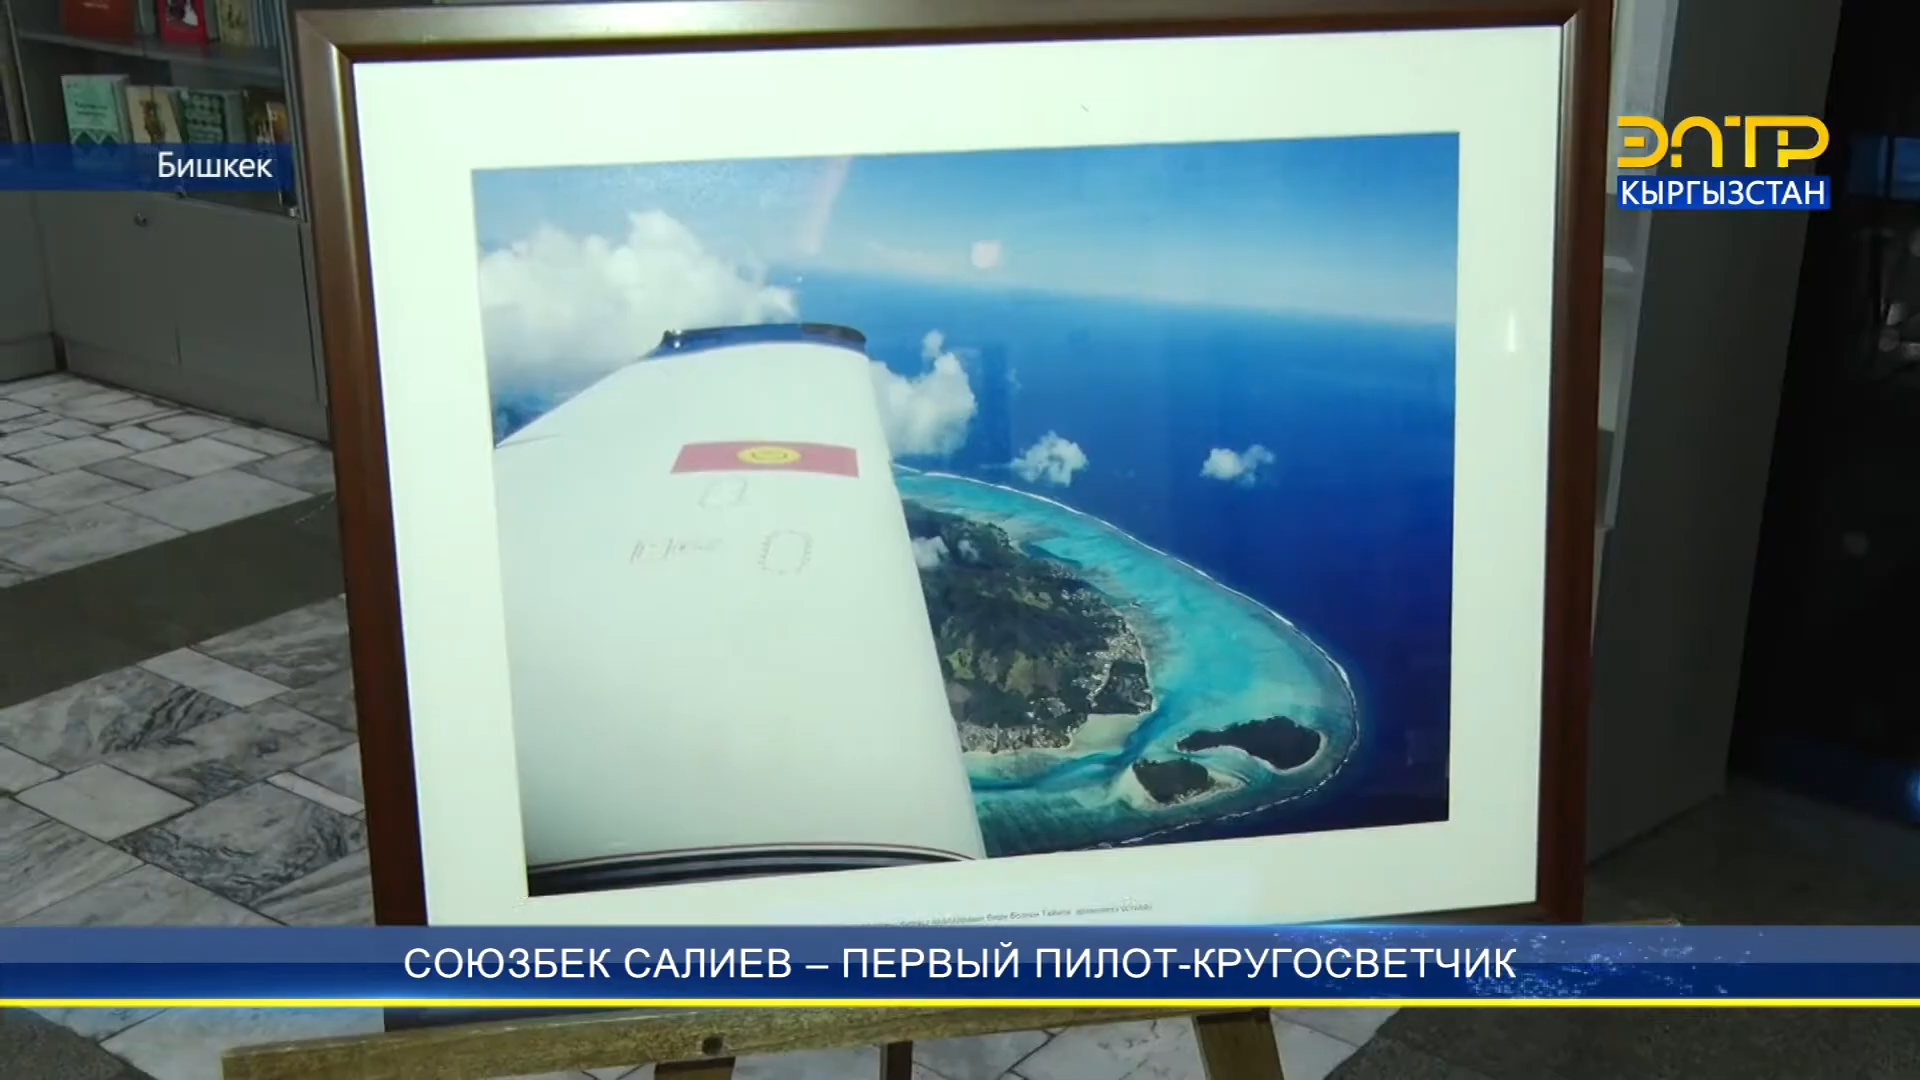 Бишкек
ЭЛТР
КЫРГЫЗСТАН
СОЮЗБЕК САЛИЕВ – ПЕРВЫЙ ПИЛОТ-КРУГОСВЕТЧИК